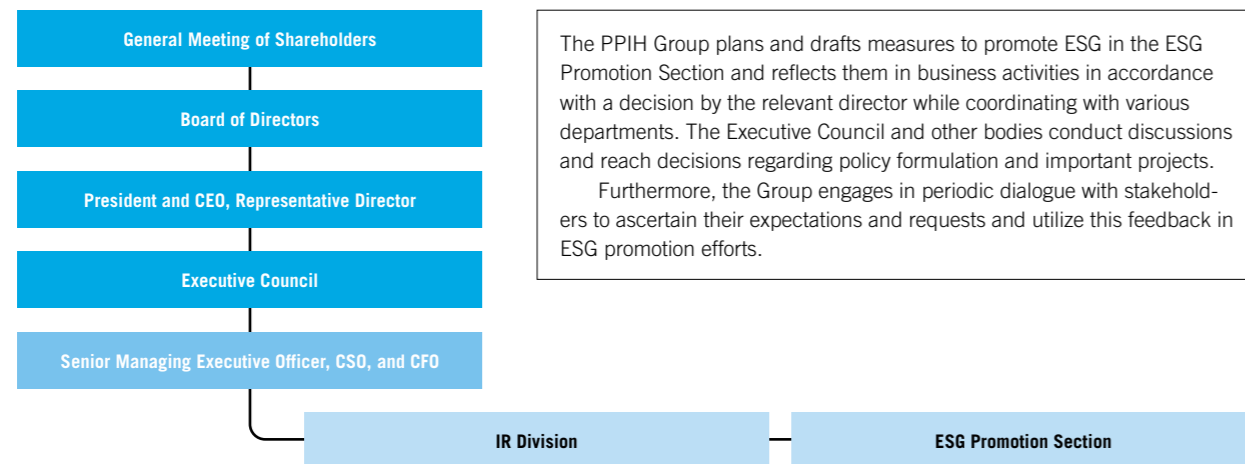 General Meeting of Shareholders
Board of Directors
President and CEO, Representative Director
Executive Council
Senior Managing Executive Officer, CSO, and CFO
IR Division
ESG Promotion Section
The PPIH Group plans and drafts measures to promote ESG in the ESG
Promotion Section and reflects them in business activities in accordance
with a decision by the relevant director while coordinating with various
departments. The Executive Council and other bodies conduct discussions
and reach decisions regarding policy formulation and important projects.
Furthermore, the Group engages in periodic dialogue with stakehold-
ers to ascertain their expectations and requests and utilize this feedback in
ESG promotion efforts.